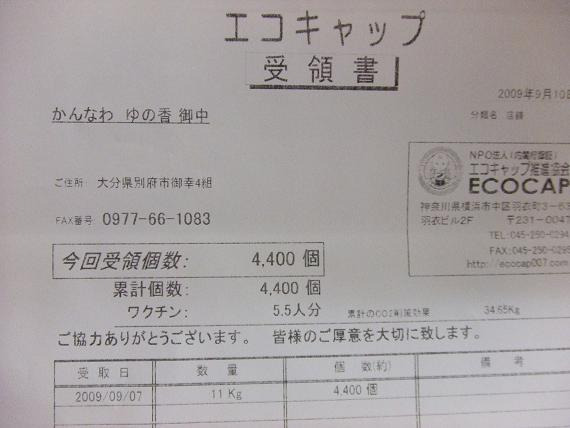 エコキャップ
受領書
2009年9月10日
かんなわ ゆの香 御中
分類名 店舗
NPO法人(内閣府認証)
エコキャップ推進協会
ECOCAP
ご住所: 大分県別府市御幸4組
神奈川県横浜市中区羽衣町3-63
羽衣ビル2F 〒231-0047
FAX番号: 0977-66-1083
TEL:045-250-0294
FAX:045-250-0295
http://ecocap007.com
今回受領個数: 4,400 個
累計個数: 4,400 個
ワクチン: 5.5人分
累計のCO2削減効果 34.65Kg
ご協力ありがとうございます。 皆様のご厚意を大切に致します。
受取日 数量 個数(約) 備考
2009/09/07 11 Kg 4,400 個